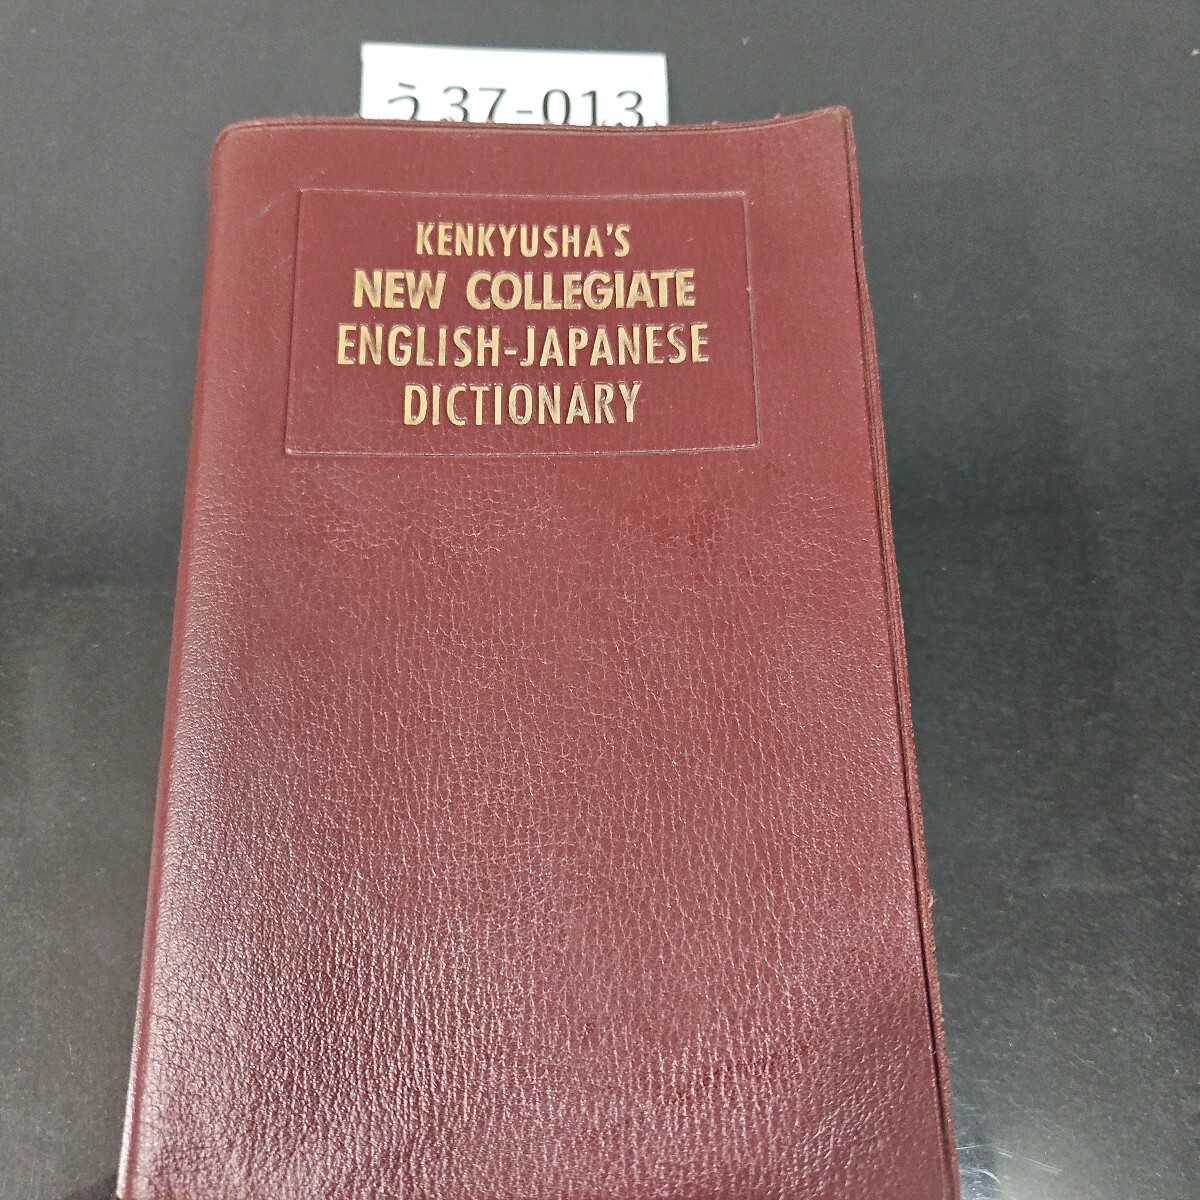 う37-013
KENKYUSHA'S
NEW COLLEGIATE
ENGLISH-JAPANESE
DICTIONARY